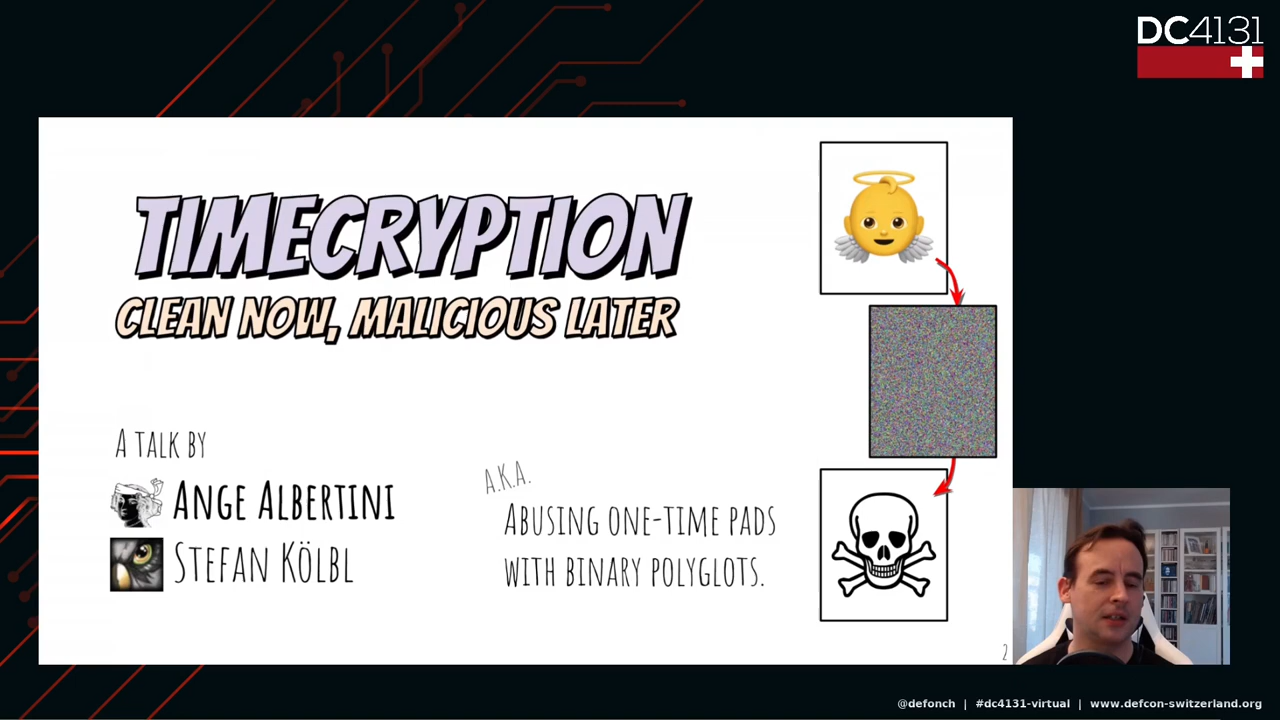 DC4131
TIMECRYPTION
CLEAN NOW, MALICIOUS LATER
A TALK BY
ANGE ALBERTINI
STEFAN KÖLBL
A.K.A.
ABUSING ONE-TIME PADS
WITH BINARY POLYGLOTS.
2
@defonch | #dc4131-virtual | www.defcon-switzerland.org